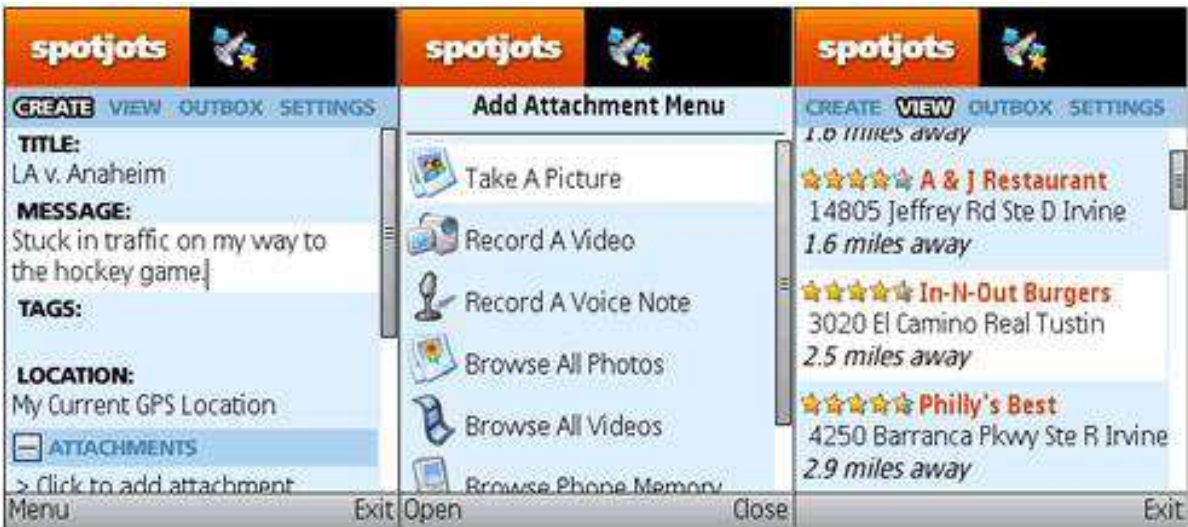 spotjots
CREATE VIEW OUTBOX SETTINGS
TITLE:
LA v. Anaheim
MESSAGE:
Stuck in traffic on my way to
the hockey game.
TAGS:
LOCATION:
My Current GPS Location
ATTACHMENTS
> Click to add attachment
Menu Exit
spotjots
Add Attachment Menu
Take A Picture
Record A Video
Record A Voice Note
Browse All Photos
Browse All Videos
Browse Phone Memory
Open Close
spotjots
CREATE VIEW OUTBOX SETTINGS
1.6 miles away
A & J Restaurant
14805 Jeffrey Rd Ste D Irvine
1.6 miles away
In-N-Out Burgers
3020 El Camino Real Tustin
2.5 miles away
Philly's Best
4250 Barranca Pkwy Ste R Irvine
2.9 miles away
Exit